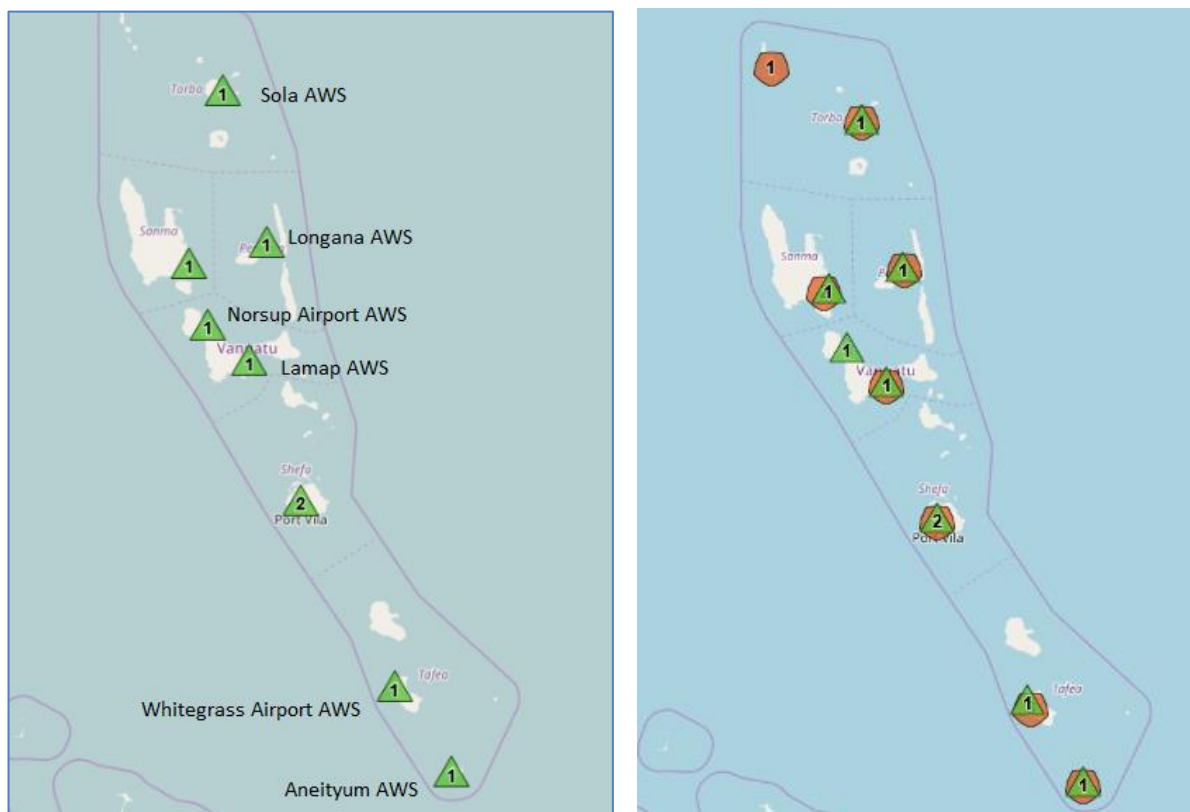 1
Torba
Sola AWS
Sanma
1
Longana AWS
1
1
Norsup Airport AWS
1
Lamap AWS
Shefa
2
Port Vila
Tafea
1
Whitegrass Airport AWS
1
Aneityum AWS
1
Torba
1
Sanma
1
1
1
1
Shefa
2
Port Vila
1
Tafea
1